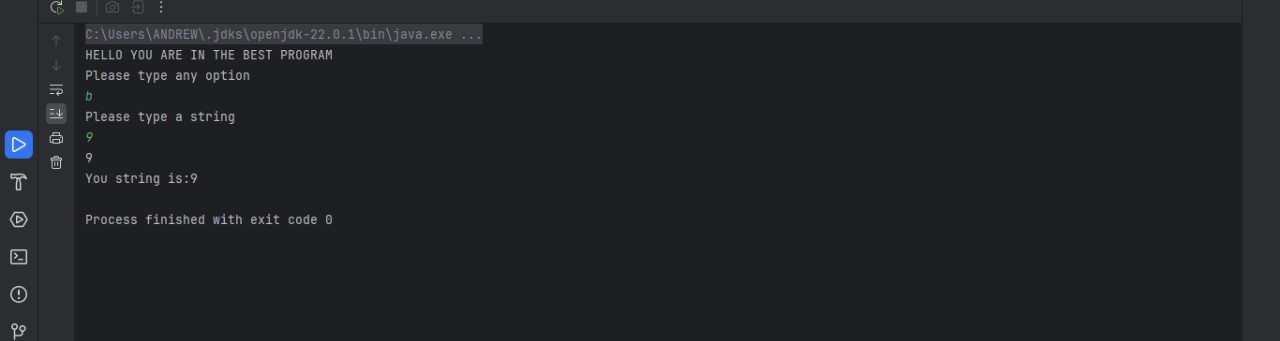 C:\Users\ANDREW\.jdks\openjdk-22.0.1\bin\java.exe ...
HELLO YOU ARE IN THE BEST PROGRAM
Please type any option
b
Please type a string
9
9
You string is:9
Process finished with exit code 0